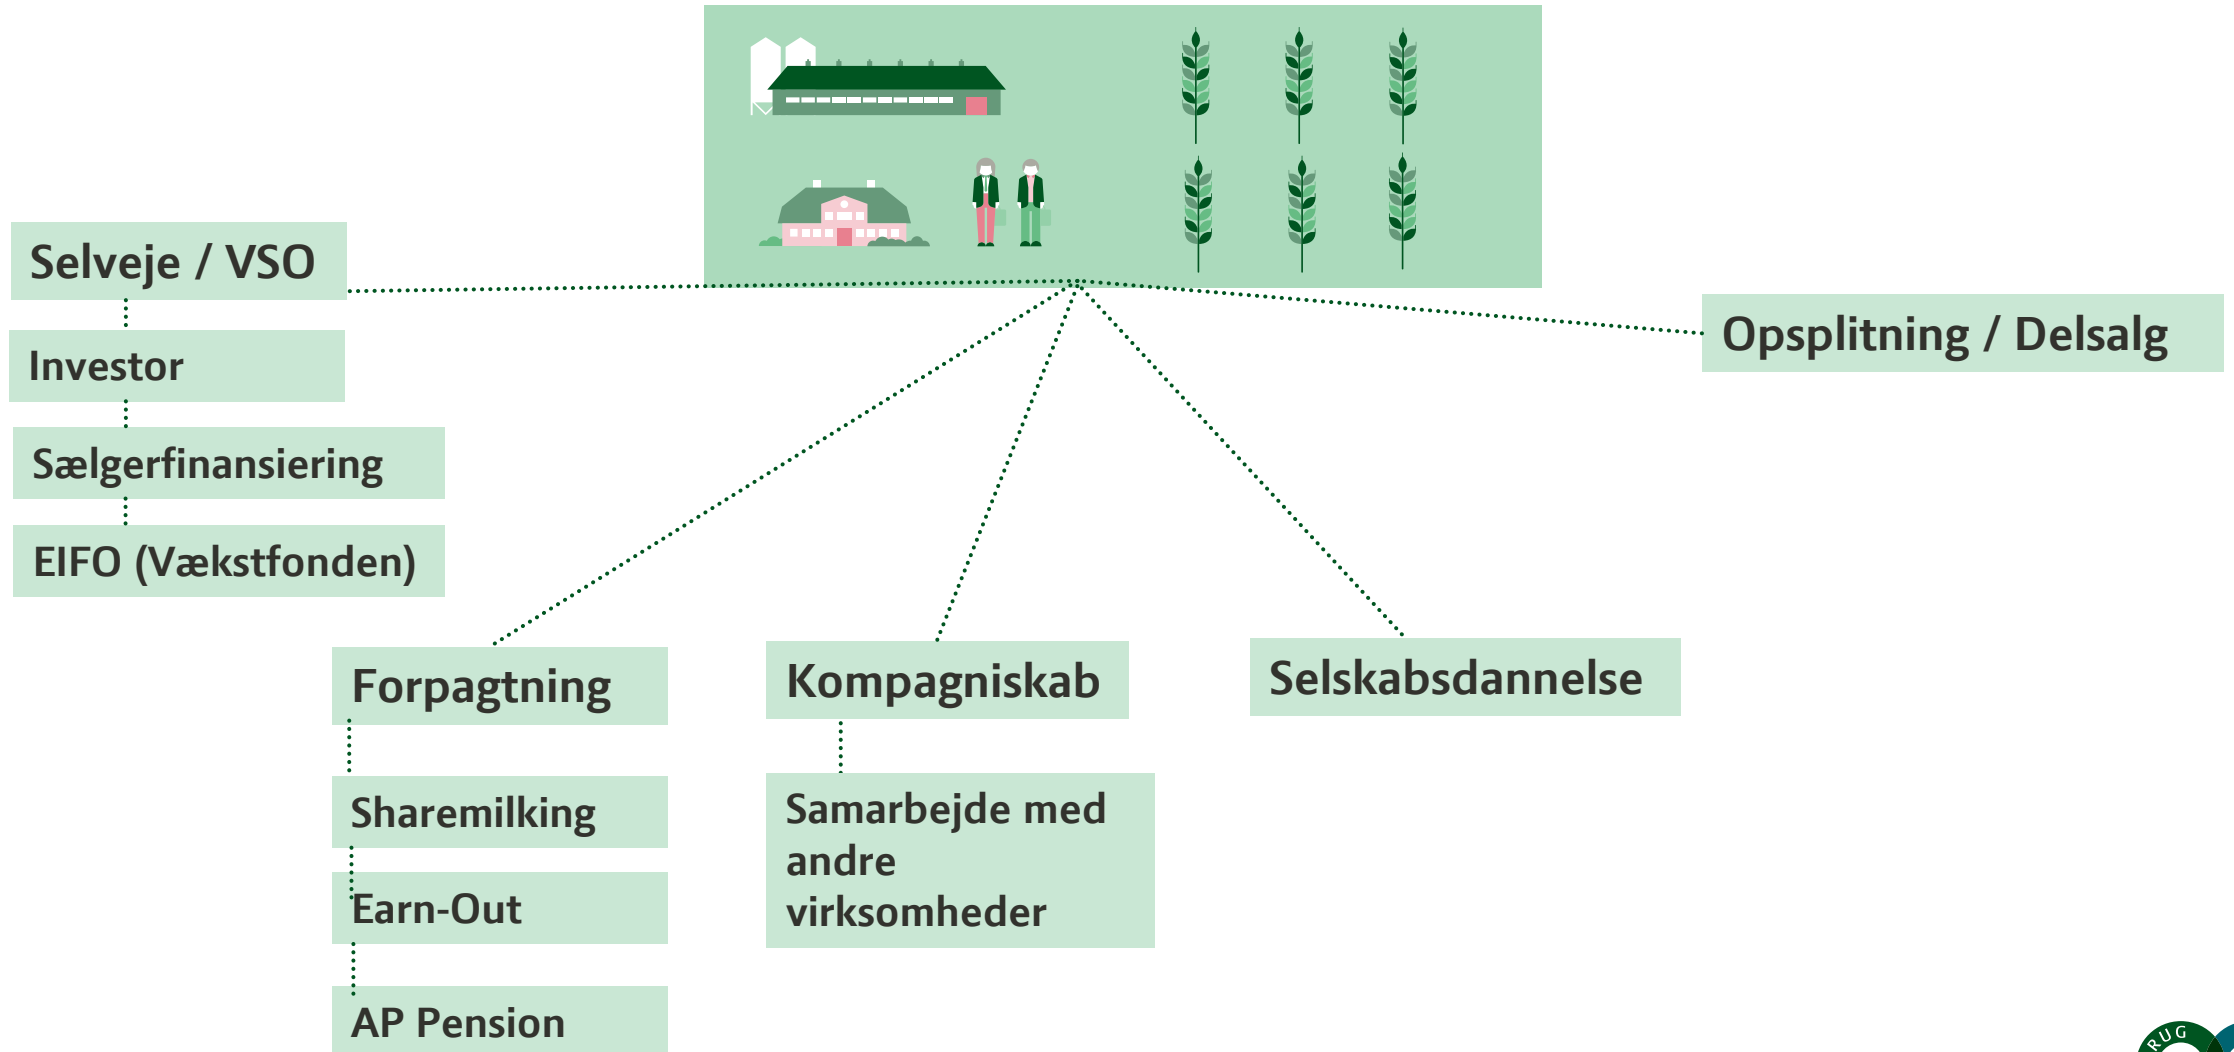 Selveje / VSO
Investor
Sælgerfinansiering
EIFO (Vækstfonden)
Opsplitning / Delsalg
Forpagtning
Sharemilking
Earn-Out
AP Pension
Kompagniskab
Samarbejde med
andre
virksomheder
Selskabsdannelse
RUG